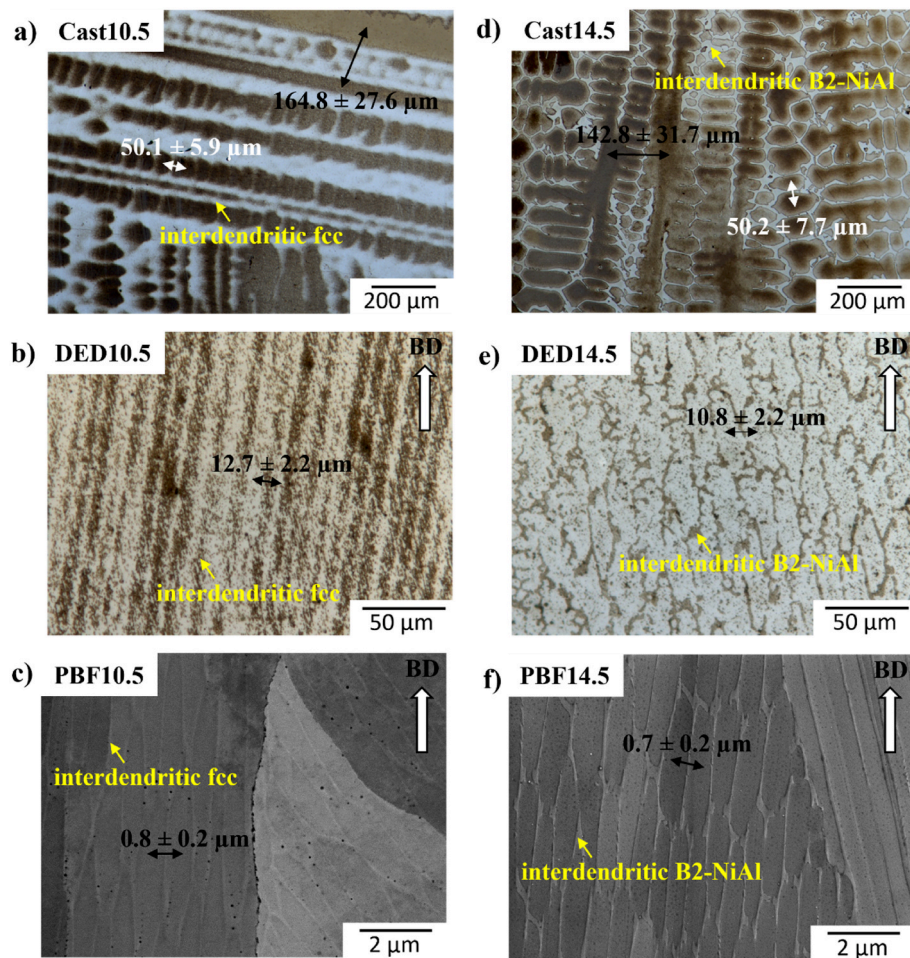 a) Cast10.5
164.8 ± 27.6 µm
50.1 ± 5.9 µm
interdendritic fcc
200 µm
d) Cast14.5
interdendritic B2-NiAl
142.8 ± 31.7 µm
50.2 ± 7.7 µm
200 µm
b) DED10.5
BD
12.7 ± 2.2 µm
interdendritic fcc
50 µm
e) DED14.5
BD
10.8 ± 2.2 µm
interdendritic B2-NiAl
50 µm
c) PBF10.5
BD
interdendritic fcc
0.8 ± 0.2 µm
2 µm
f) PBF14.5
BD
0.7 ± 0.2 µm
interdendritic B2-NiAl
2 µm